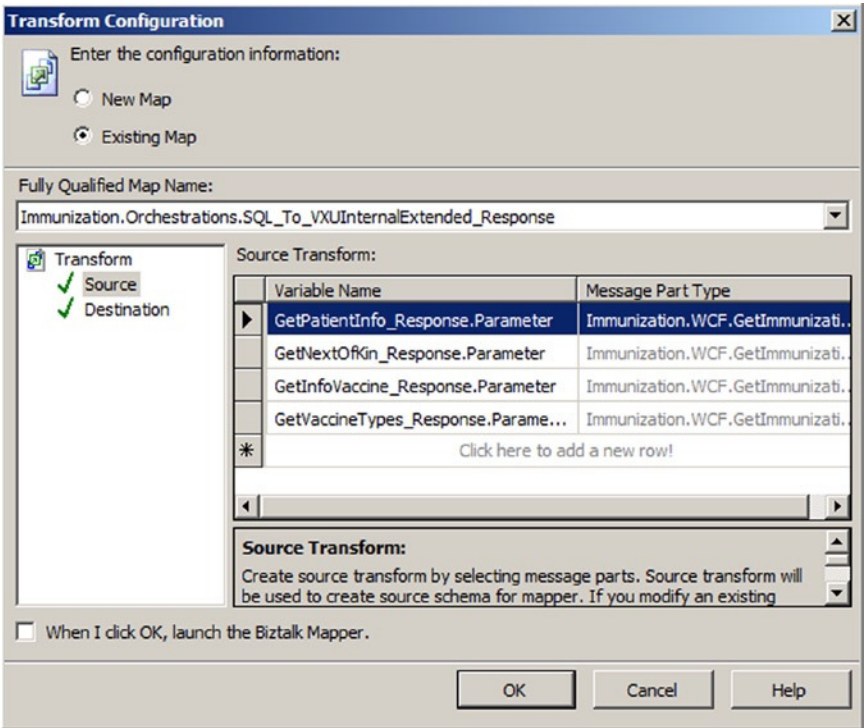 Transform Configuration
Enter the configuration information:
New Map
Existing Map
Fully Qualified Map Name:
Immunization.Orchestrations.SQL_To_VXUInternalExtended_Response
Transform
Source
Destination
Source Transform:
Variable Name Message Part Type
GetPatientInfo_Response.Parameter Immunization.WCF.GetImmunizati..
GetNextOfKin_Response.Parameter Immunization.WCF.GetImmunizati..
GetInfoVaccine_Response.Parameter Immunization.WCF.GetImmunizati..
GetVaccineTypes_Response.Parame... Immunization.WCF.GetImmunizati..
Click here to add a new row!
Source Transform:
Create source transform by selecting message parts. Source transform will
be used to create source schema for mapper. If you modify an existing
When I click OK, launch the Biztalk Mapper.
OK Cancel Help